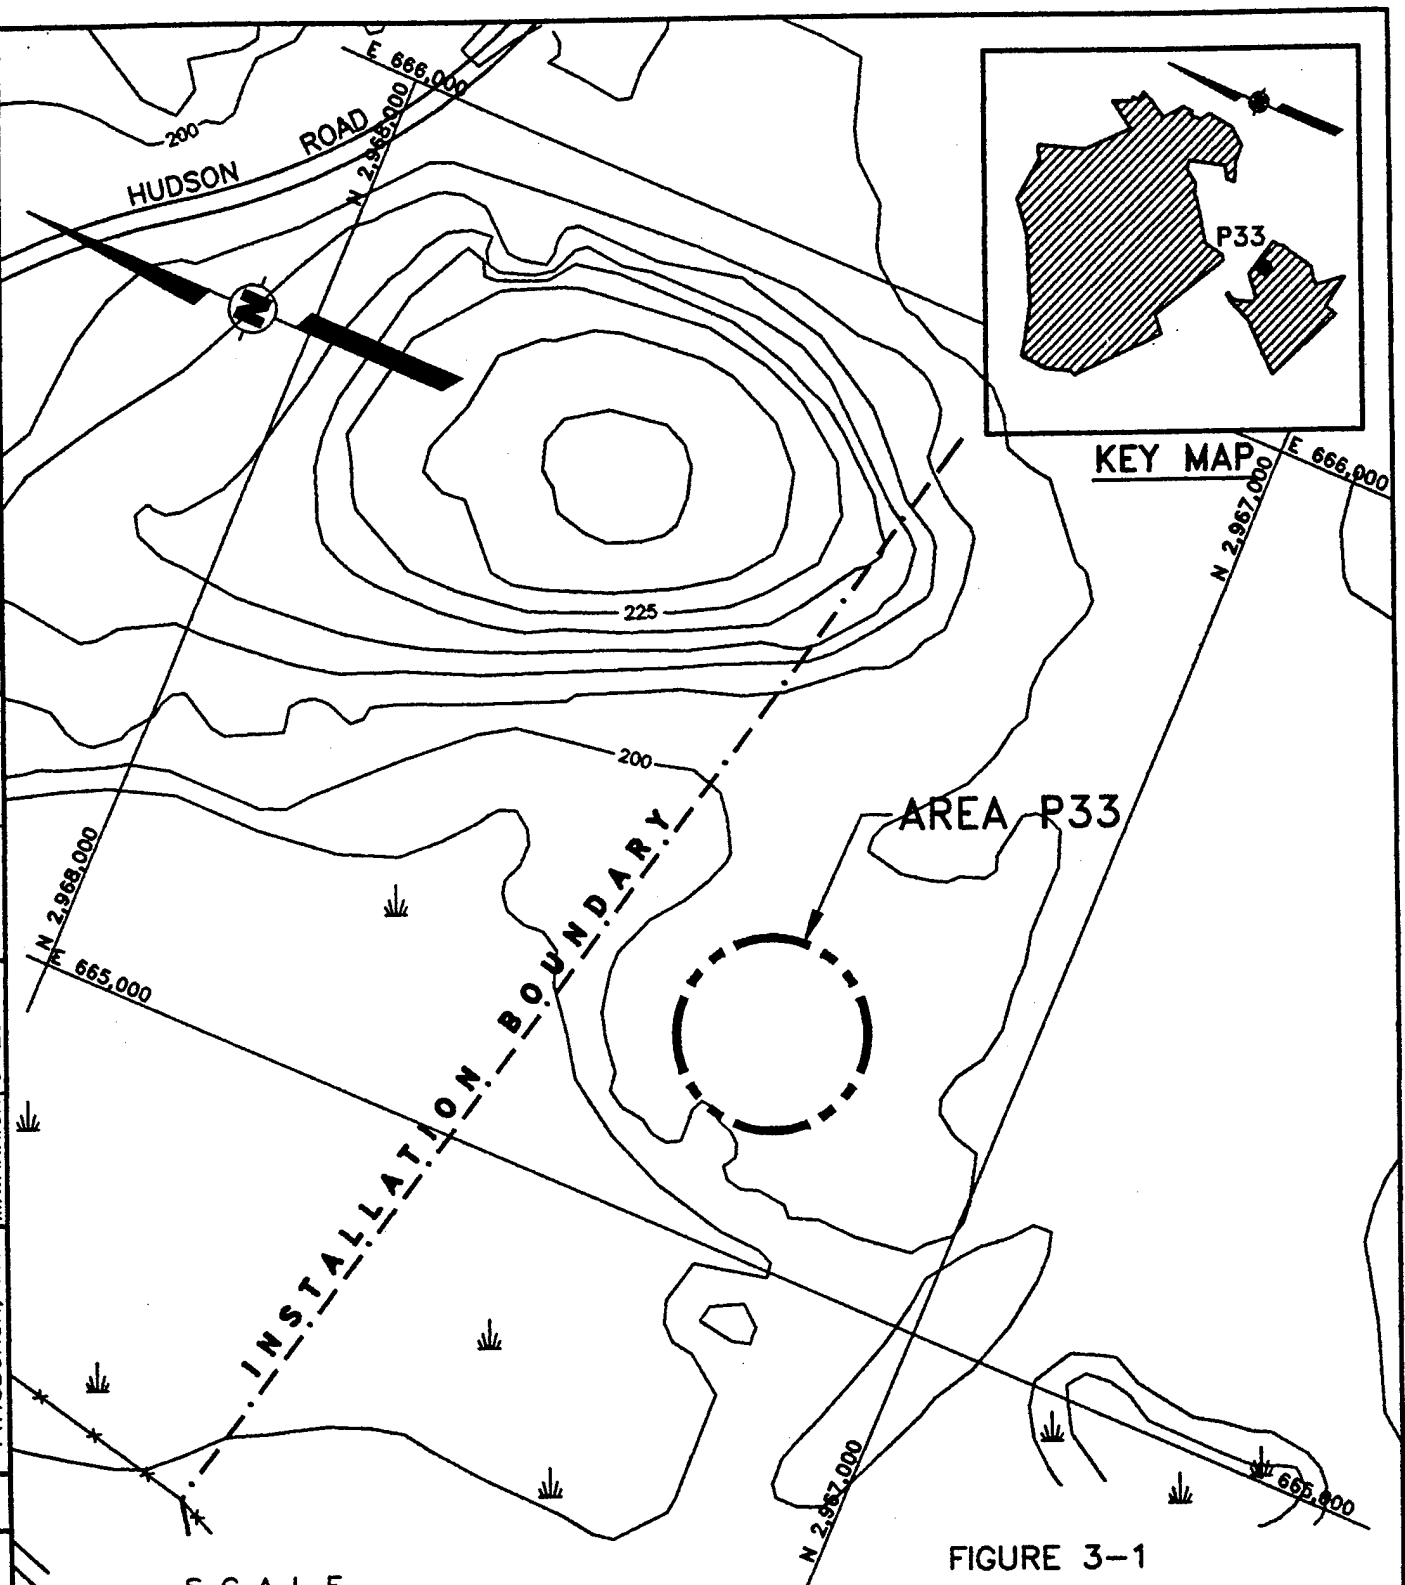 E 666,000
N 2,968,000
200
HUDSON ROAD
N
P33
KEY MAP
E 666,000
N 2,967,000
225
200
AREA P33
INSTALLATION BOUNDARY
N 2,968,000
E 665,000
665,000
N 2,967,000
FIGURE 3-1
SCALE